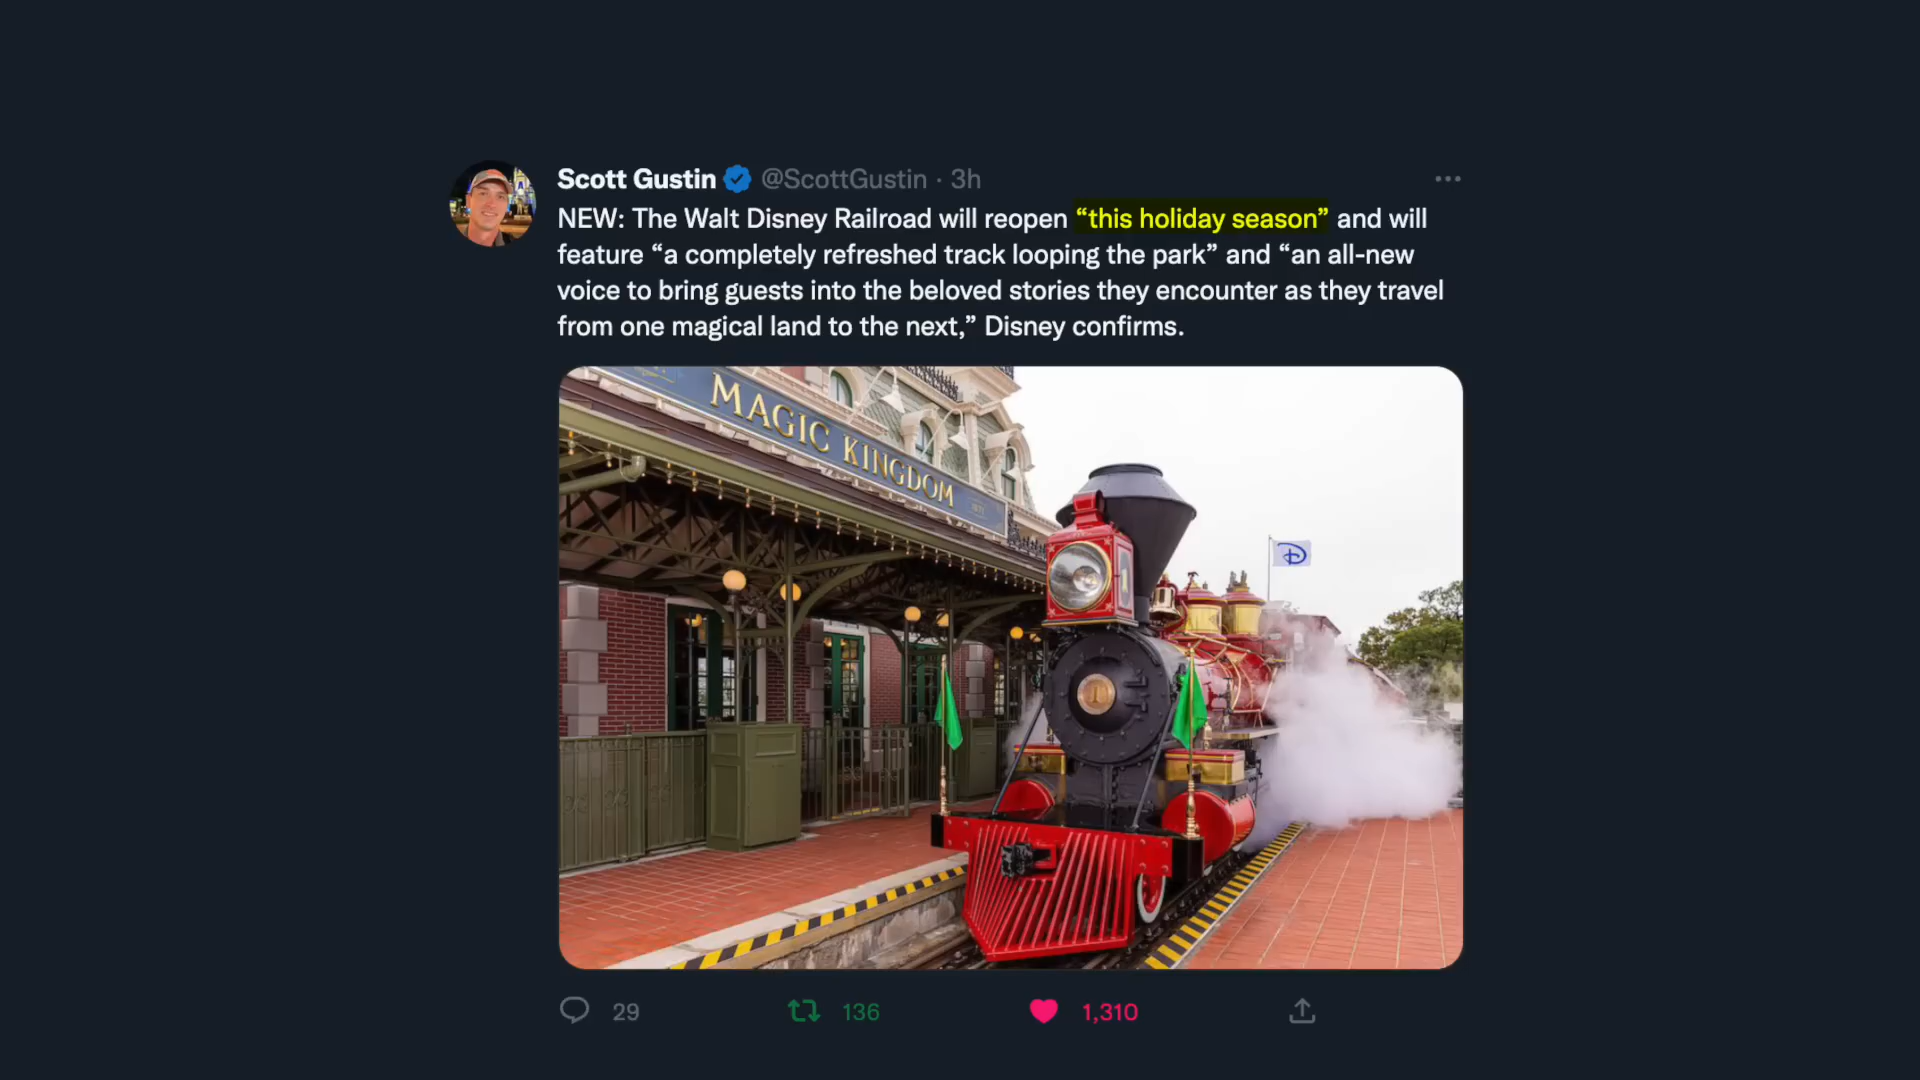 Scott Gustin @ScottGustin · 3h
NEW: The Walt Disney Railroad will reopen “this holiday season” and will
feature “a completely refreshed track looping the park” and “an all-new
voice to bring guests into the beloved stories they encounter as they travel
from one magical land to the next,” Disney confirms.
MAGIC KINGDOM
1
1
D
29 136 1,310